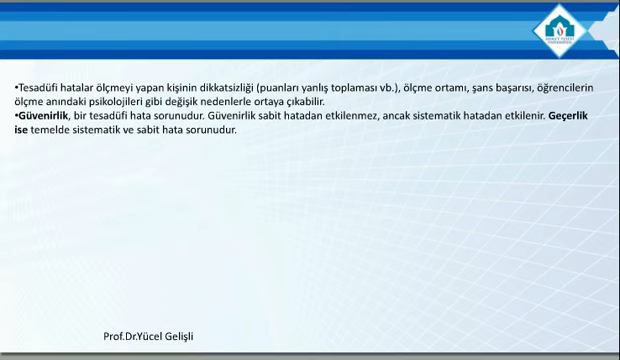 •Tesadüfi hatalar ölçmeyi yapan kişinin dikkatsizliği (puanları yanlış toplaması vb.), ölçme ortamı, şans başarısı, öğrencilerin
ölçme anındaki psikolojileri gibi değişik nedenlerle ortaya çıkabilir.
•Güvenirlik, bir tesadüfi hata sorunudur. Güvenirlik sabit hatadan etkilenmez, ancak sistematik hatadan etkilenir. Geçerlik
ise temelde sistematik ve sabit hata sorunudur.
Prof.Dr.Yücel Gelişli